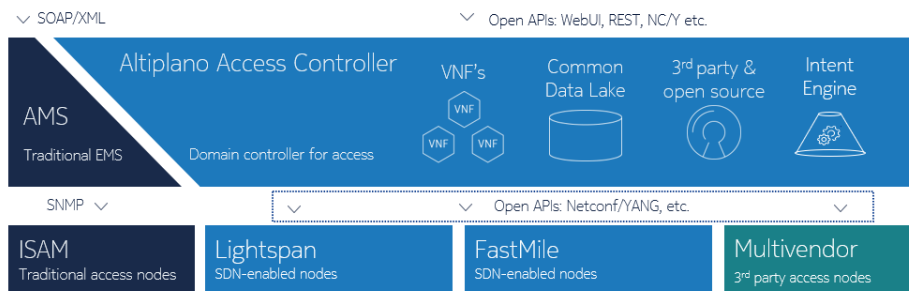 SOAP/XML
Open APIs: WebUI, REST, NC/Y etc.
AMS
Traditional EMS
Altiplano Access Controller
Domain controller for access
VNF's
VNF
VNF
VNF
Common
Data Lake
3rd party &
open source
Intent
Engine
SNMP
Open APIs: Netconf/YANG, etc.
ISAM
Traditional access nodes
Lightspan
SDN-enabled nodes
FastMile
SDN-enabled nodes
Multivendor
3rd party access nodes